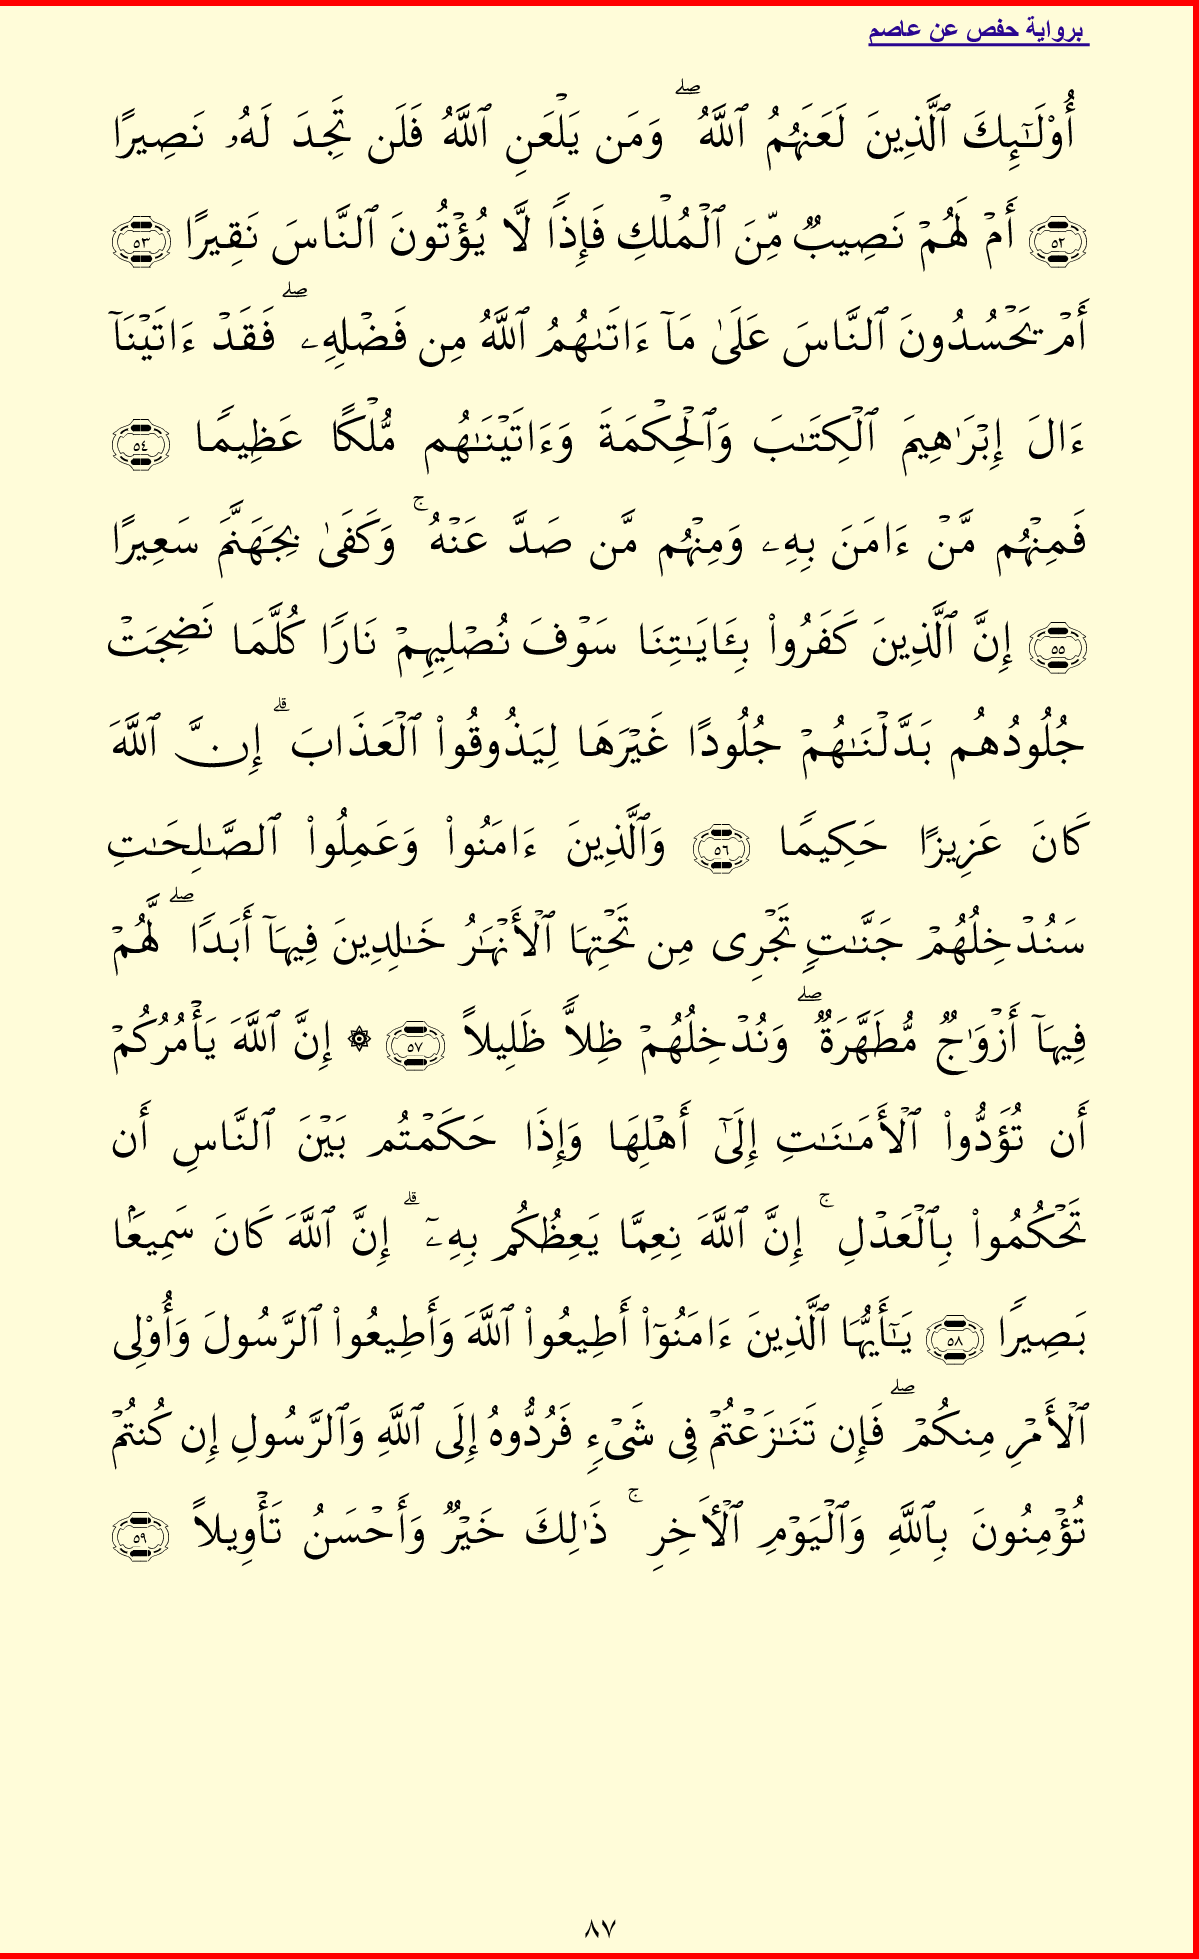 برواية حفص عن عاصم
أُوْلَـٰٓئِكَ ٱلَّذِينَ لَعَنَهُمُ ٱللَّهُ ۖ وَمَن يَلْعَنِ ٱللَّهُ فَلَن تَجِدَ لَهُۥ نَصِيرًا
﴿٥٢﴾ أَمْ لَهُمْ نَصِيبٌ مِّنَ ٱلْمُلْكِ فَإِذًا لَّا يُؤْتُونَ ٱلنَّاسَ نَقِيرًا ﴿٥٣﴾
أَمْ يَحْسُدُونَ ٱلنَّاسَ عَلَىٰ مَآ ءَاتَىٰهُمُ ٱللَّهُ مِن فَضْلِهِۦ ۖ فَقَدْ ءَاتَيْنَآ
ءَالَ إِبْرَٰهِيمَ ٱلْكِتَـٰبَ وَٱلْحِكْمَةَ وَءَاتَيْنَـٰهُم مُّلْكًا عَظِيمًا ﴿٥٤﴾
فَمِنْهُم مَّنْ ءَامَنَ بِهِۦ وَمِنْهُم مَّن صَدَّ عَنْهُ ۚ وَكَفَىٰ بِجَهَنَّمَ سَعِيرًا
﴿٥٥﴾ إِنَّ ٱلَّذِينَ كَفَرُوا۟ بِـَٔايَـٰتِنَا سَوْفَ نُصْلِيهِمْ نَارًا كُلَّمَا نَضِجَتْ
جُلُودُهُم بَدَّلْنَـٰهُمْ جُلُودًا غَيْرَهَا لِيَذُوقُوا۟ ٱلْعَذَابَ ۗ إِنَّ ٱللَّهَ
كَانَ عَزِيزًا حَكِيمًا ﴿٥٦﴾ وَٱلَّذِينَ ءَامَنُوا۟ وَعَمِلُوا۟ ٱلصَّـٰلِحَـٰتِ
سَنُدْخِلُهُمْ جَنَّـٰتٍ تَجْرِى مِن تَحْتِهَا ٱلْأَنْهَـٰرُ خَـٰلِدِينَ فِيهَآ أَبَدًا ۖ لَّهُمْ
فِيهَآ أَزْوَٰجٌ مُّطَهَّرَةٌ ۖ وَنُدْخِلُهُمْ ظِلاًّ ظَلِيلاً ﴿٥٧﴾ ۞ إِنَّ ٱللَّهَ يَأْمُرُكُمْ
أَن تُؤَدُّوا۟ ٱلْأَمَـٰنَـٰتِ إِلَىٰٓ أَهْلِهَا وَإِذَا حَكَمْتُم بَيْنَ ٱلنَّاسِ أَن
تَحْكُمُوا۟ بِٱلْعَدْلِ ۚ إِنَّ ٱللَّهَ نِعِمَّا يَعِظُكُم بِهِۦٓ ۗ إِنَّ ٱللَّهَ كَانَ سَمِيعًۢا
بَصِيرًا ﴿٥٨﴾ يَـٰٓأَيُّهَا ٱلَّذِينَ ءَامَنُوٓا۟ أَطِيعُوا۟ ٱللَّهَ وَأَطِيعُوا۟ ٱلرَّسُولَ وَأُوْلِى
ٱلْأَمْرِ مِنكُمْ ۖ فَإِن تَنَـٰزَعْتُمْ فِى شَىْءٍ فَرُدُّوهُ إِلَى ٱللَّهِ وَٱلرَّسُولِ إِن كُنتُمْ
تُؤْمِنُونَ بِٱللَّهِ وَٱلْيَوْمِ ٱلْأَخِرِ ۚ ذَٰلِكَ خَيْرٌ وَأَحْسَنُ تَأْوِيلاً ﴿٥٩﴾
٨٧